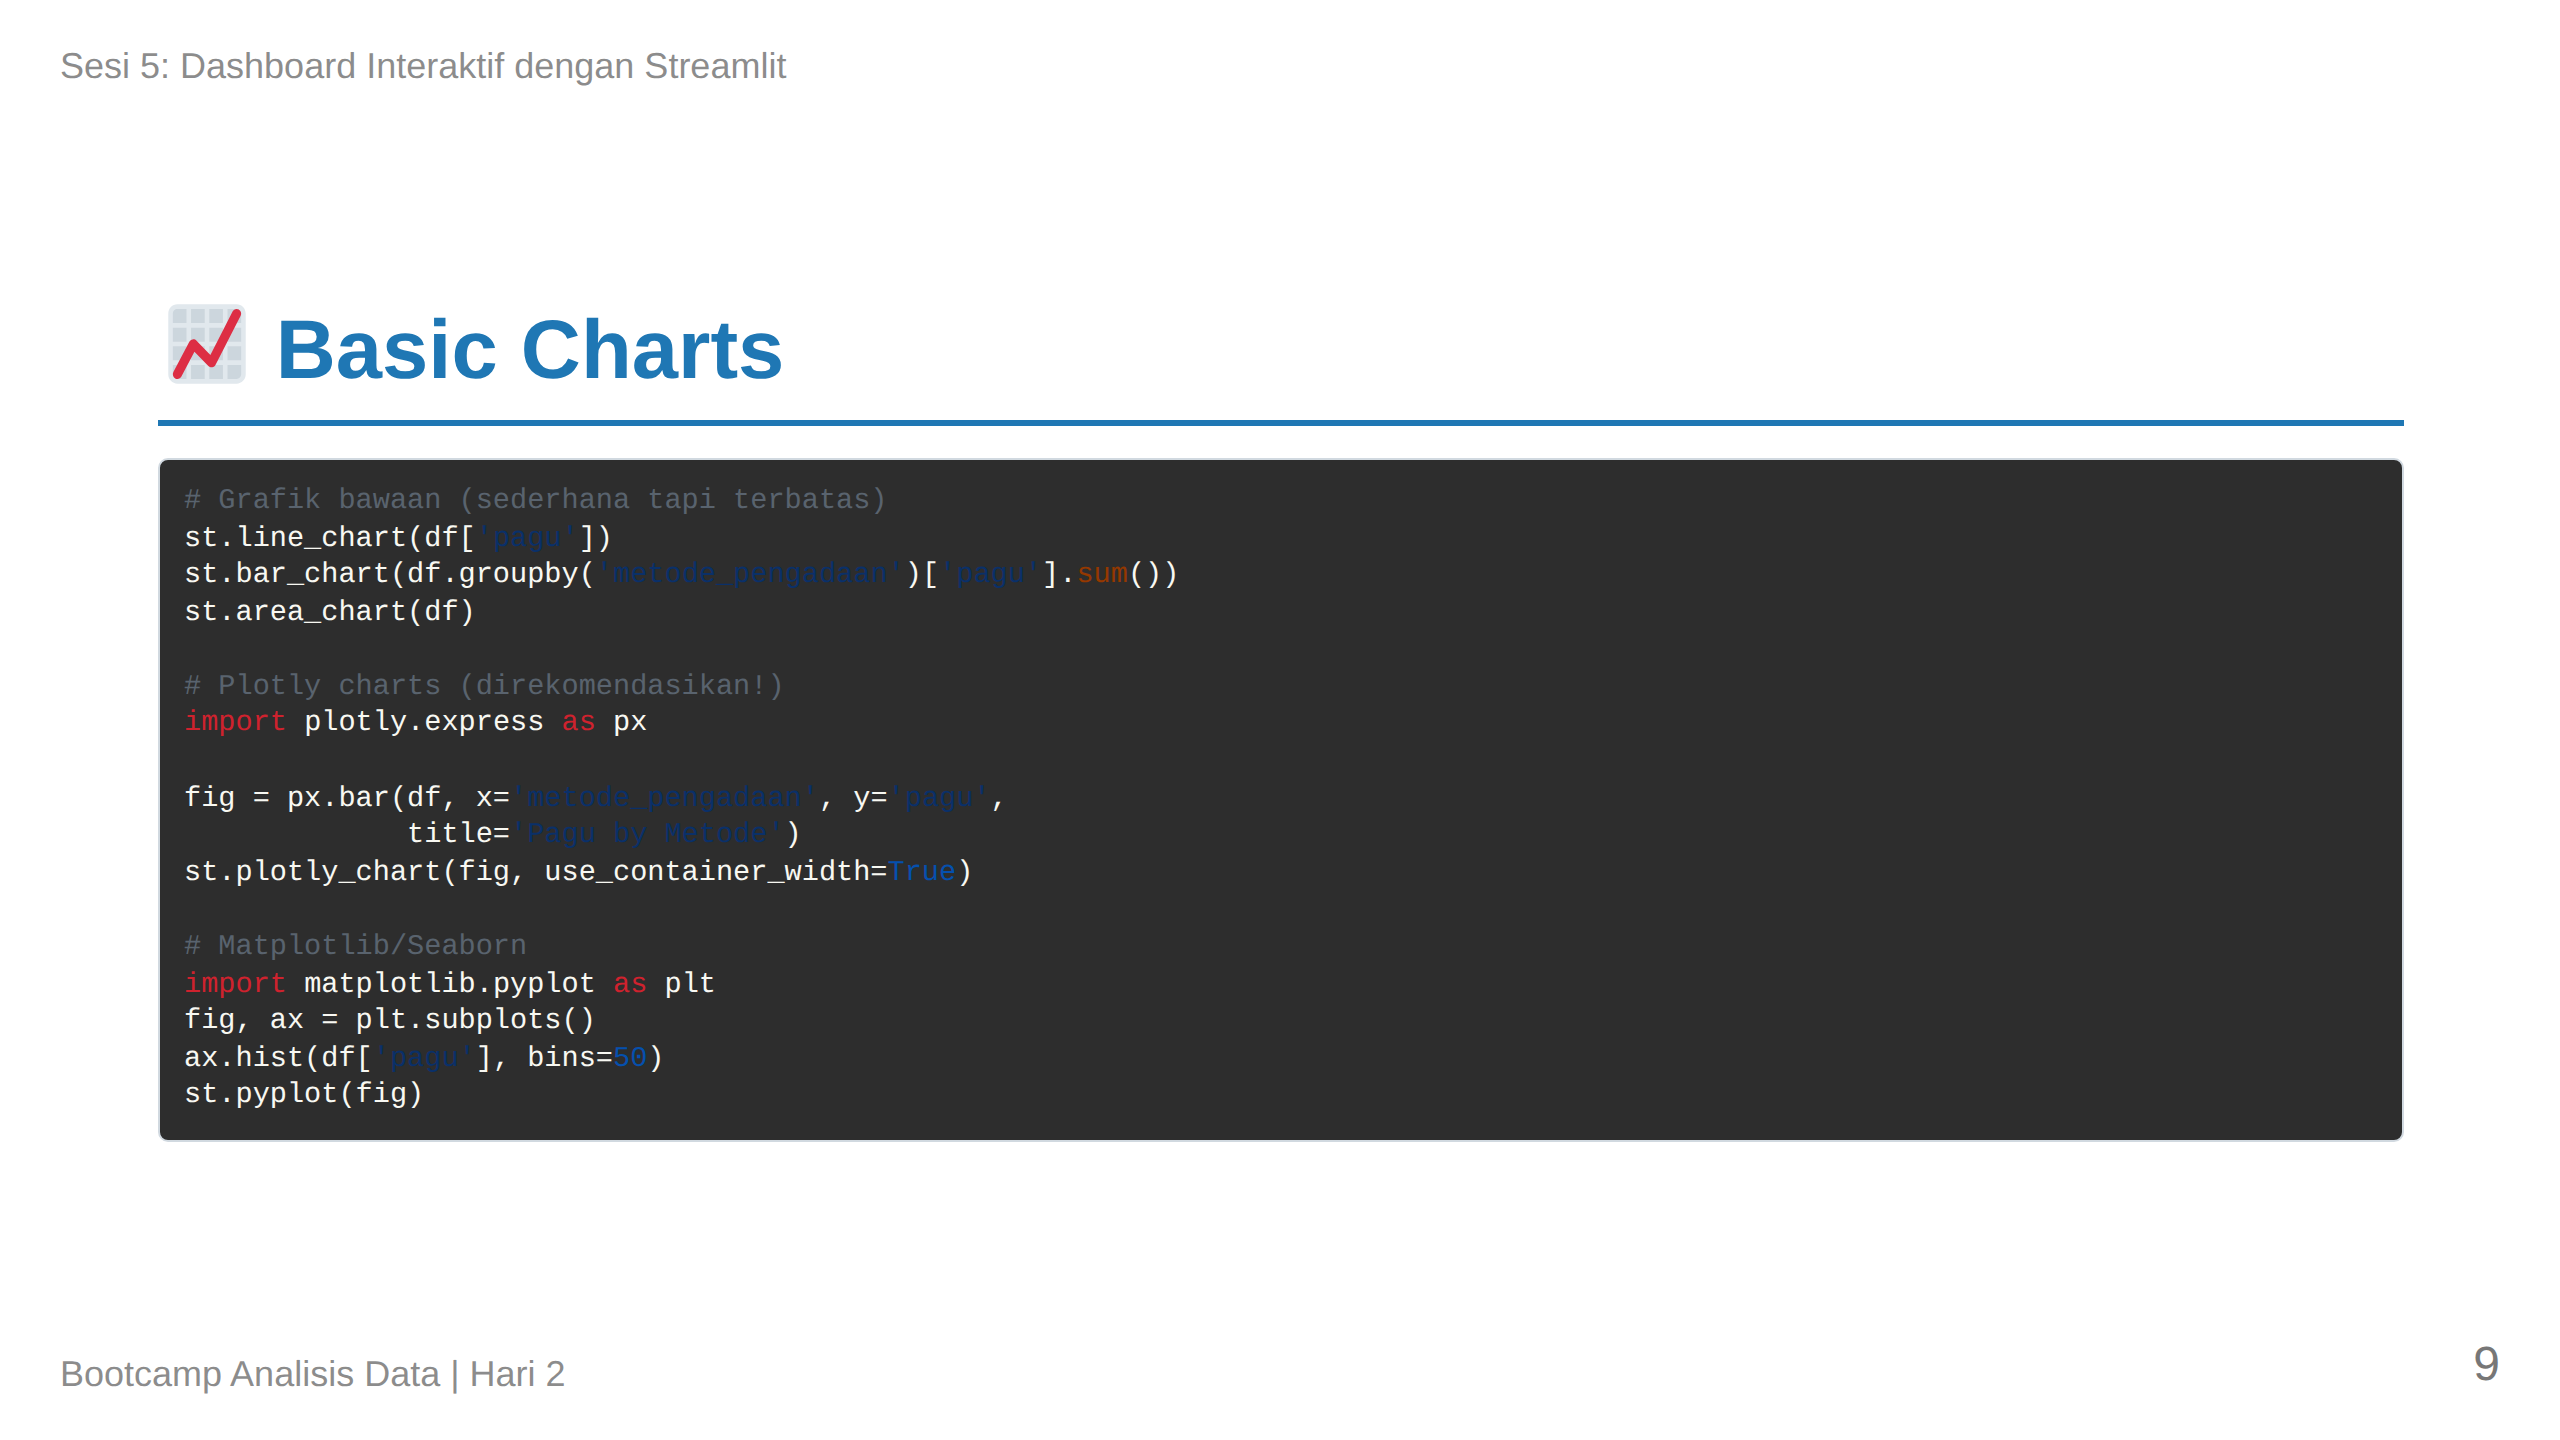 Sesi 5: Dashboard Interaktif dengan Streamlit
Basic Charts
# Grafik bawaan (sederhana tapi terbatas)
st.line_chart(df['pagu'])
st.bar_chart(df.groupby('metode_pengadaan')['pagu'].sum())
st.area_chart(df)
# Plotly charts (direkomendasikan!)
import plotly.express as px
fig = px.bar(df, x='metode_pengadaan', y='pagu',
             title='Pagu by Metode')
st.plotly_chart(fig, use_container_width=True)
# Matplotlib/Seaborn
import matplotlib.pyplot as plt
fig, ax = plt.subplots()
ax.hist(df['pagu'], bins=50)
st.pyplot(fig)
Bootcamp Analisis Data | Hari 2
9